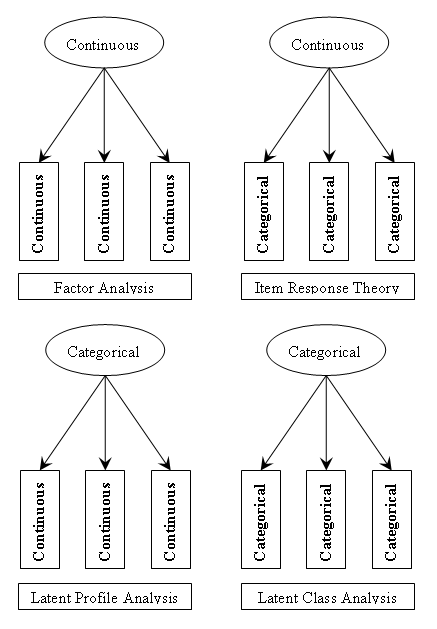 Continuous
Continuous
Continuous
Continuous
Continuous
Categorical
Categorical
Categorical
Factor Analysis
Item Response Theory
Categorical
Categorical
Continuous
Continuous
Continuous
Categorical
Categorical
Categorical
Latent Profile Analysis
Latent Class Analysis